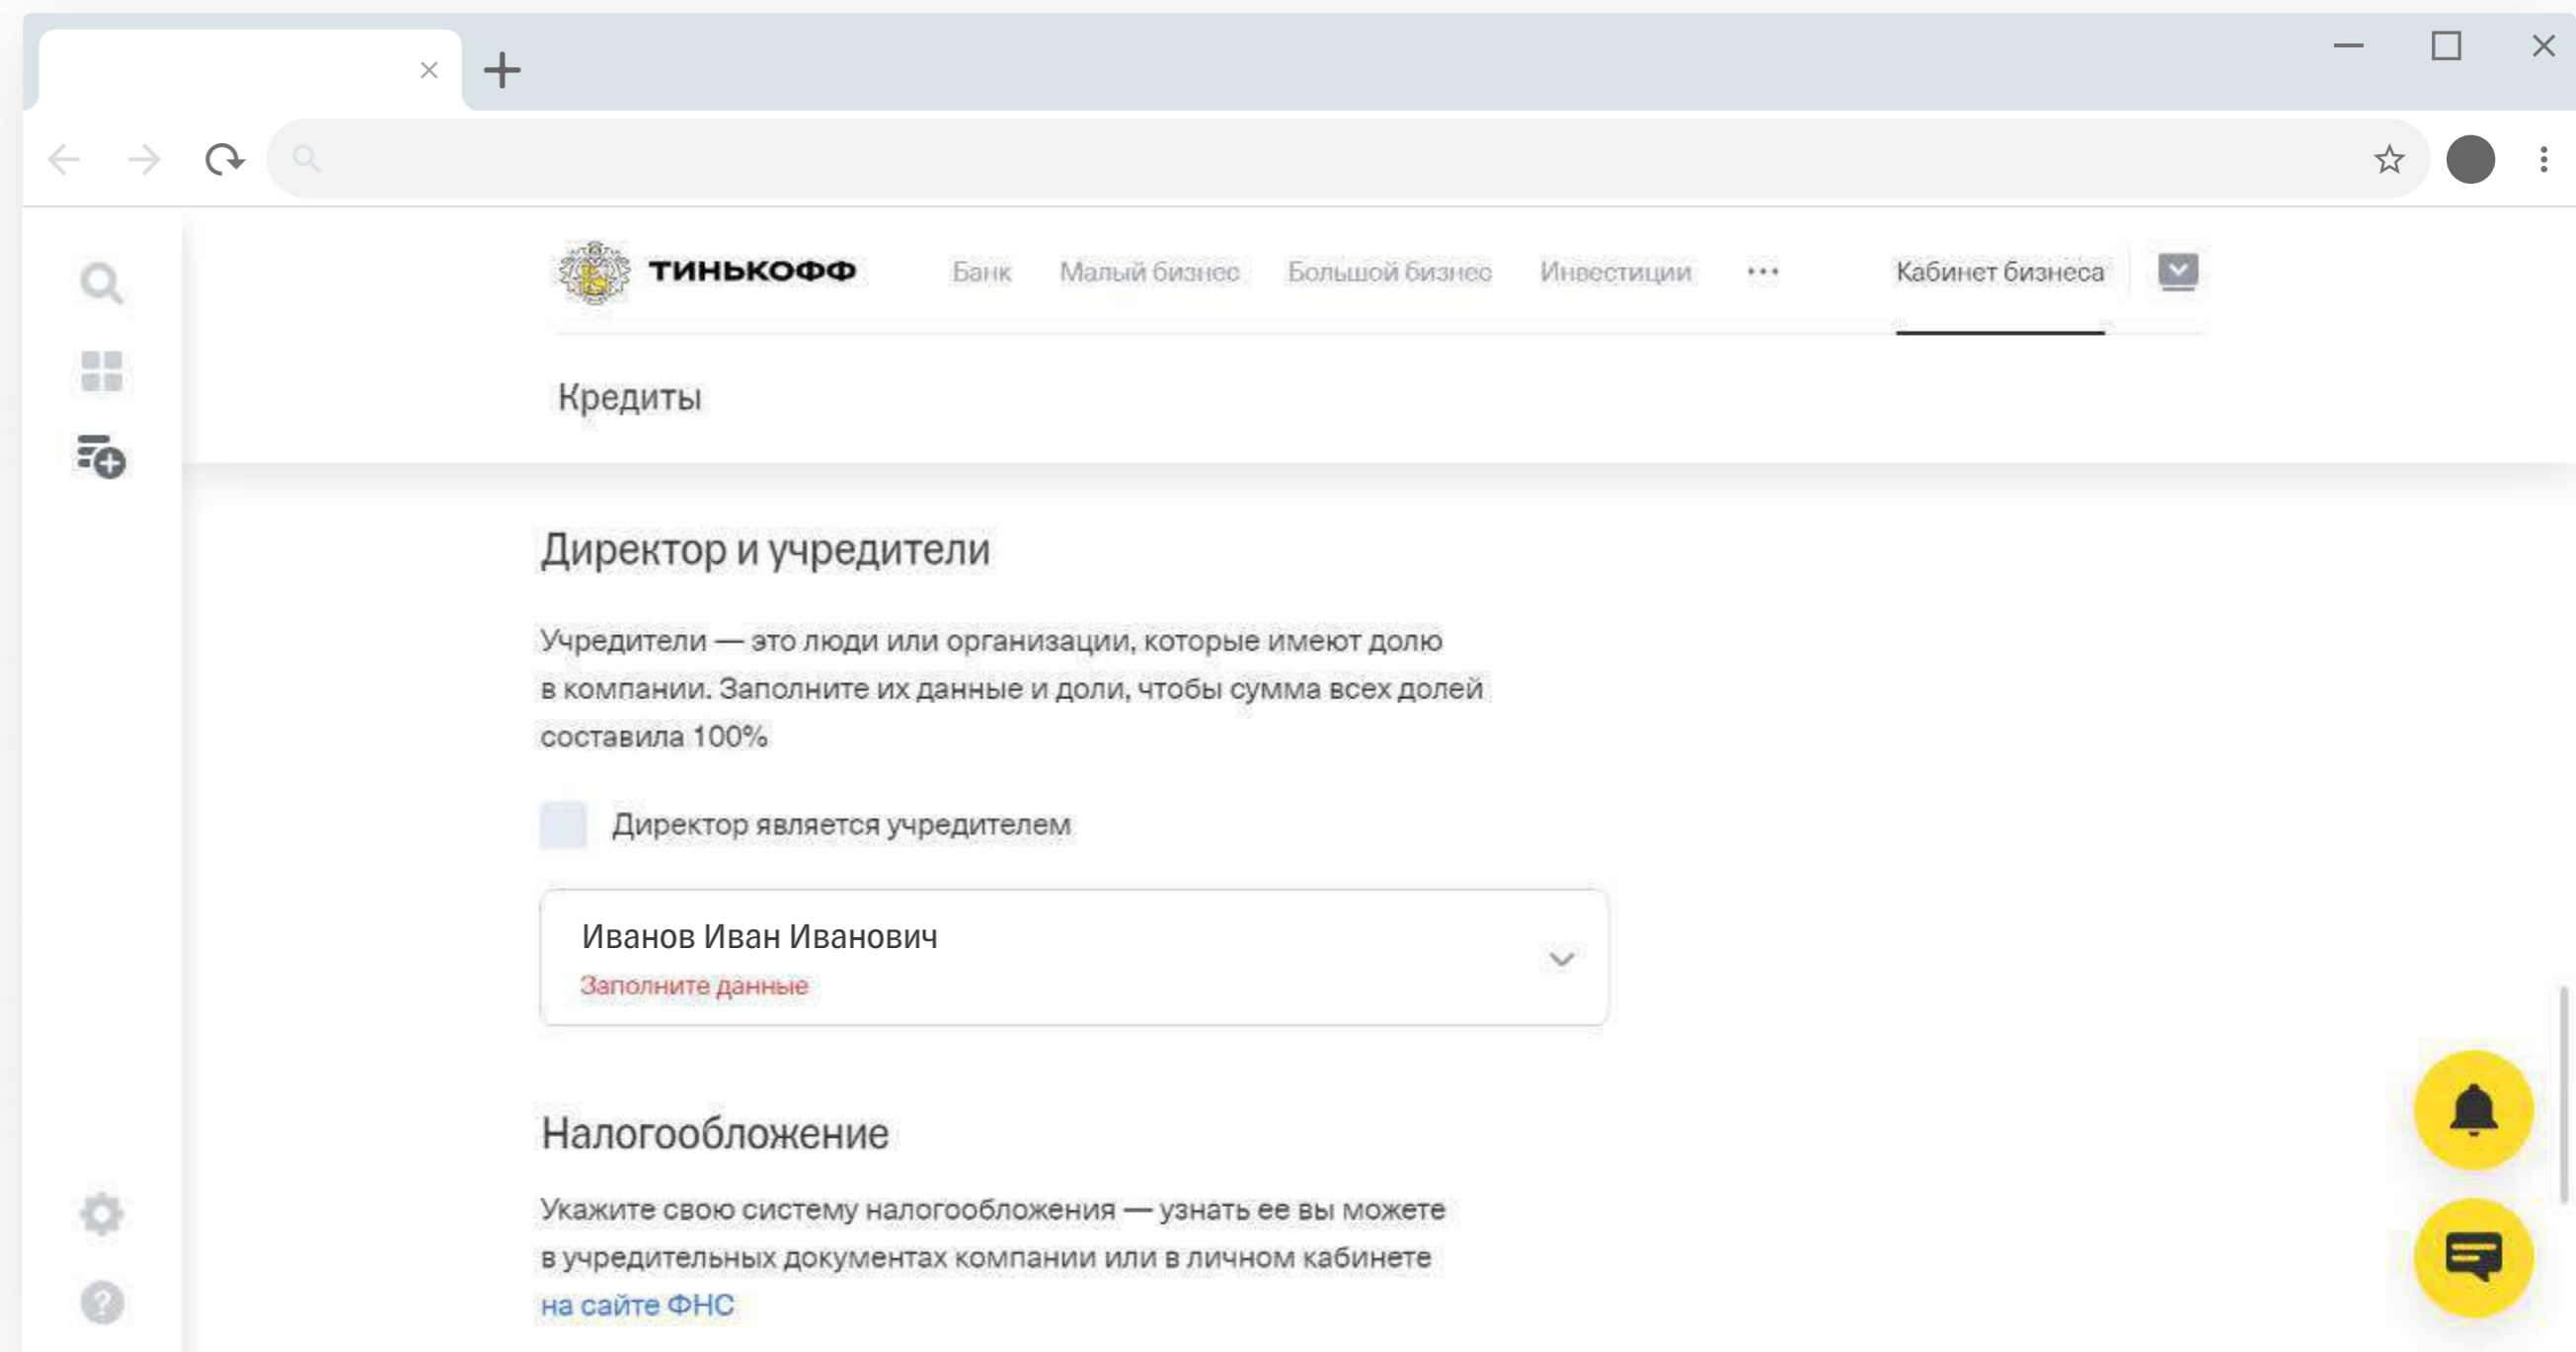 ТИНЬКОФФ Банк Малый бизнес Большой бизнес Инвестиции ••• Кабинет бизнеса
Кредиты
Директор и учредители
Учредители — это люди или организации, которые имеют долю
в компании. Заполните их данные и доли, чтобы сумма всех долей
составила 100%
Директор является учредителем
Иванов Иван Иванович
Заполните данные
Налогообложение
Укажите свою систему налогообложения — узнать ее вы можете
в учредительных документах компании или в личном кабинете
на сайте ФНС